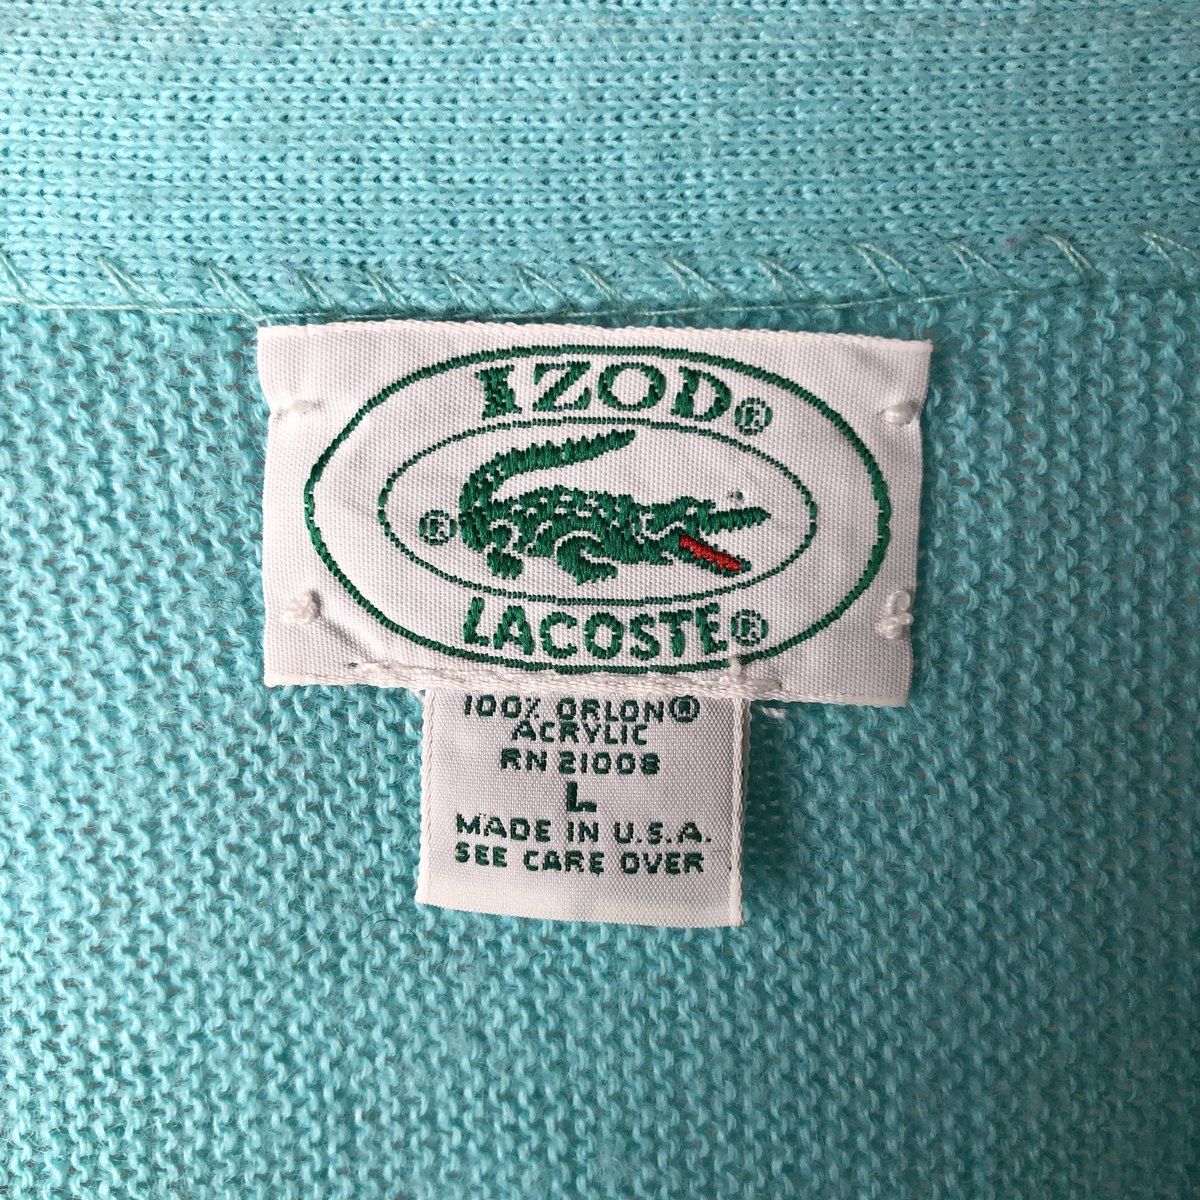 IZOD®
®
LACOSTE®
100% ORLON®
ACRYLIC
RN 21008
L
MADE IN U.S.A.
SEE CARE OVER